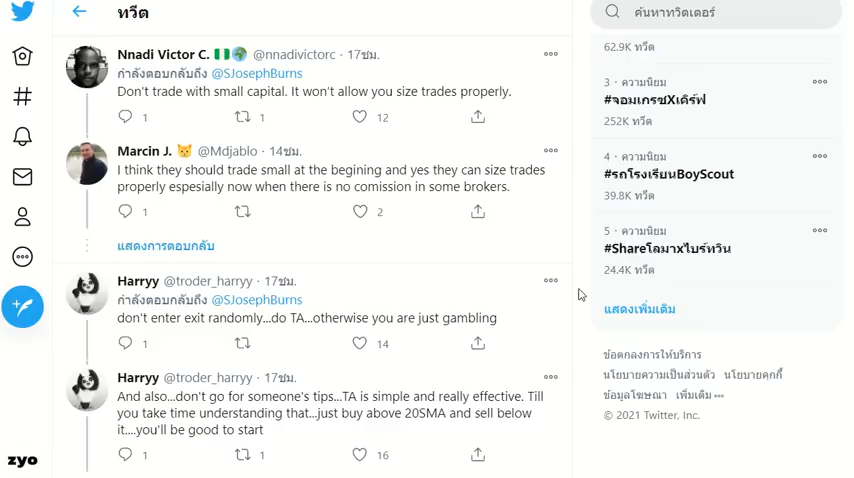 ทวีต
Nnadi Victor C. 🇳🇬🌍 @nnadivictorc · 17ชม.
กำลังตอบกลับถึง @SJosephBurns
Don't trade with small capital. It won't allow you size trades properly.
1 1 12
Marcin J. 😼 @Mdjablo · 14ชม.
I think they should trade small at the begining and yes they can size trades
properly espesially now when there is no comission in some brokers.
1 2
แสดงการตอบกลับ
Harryy @troder_harryy · 17ชม.
กำลังตอบกลับถึง @SJosephBurns
don't enter exit randomly...do TA...otherwise you are just gambling
1 14
Harryy @troder_harryy · 17ชม.
And also...don't go for someone's tips...TA is simple and really effective. Till
you take time understanding that...just buy above 20SMA and sell below
it....you'll be good to start
1 1 16
zyo
ค้นหาทวิตเตอร์
62.9K ทวีต
3 · ความนิยม
#จอมเกรซXเดิร์ฟ
252K ทวีต
4 · ความนิยม
#รถโรงเรียนBoyScout
39.8K ทวีต
5 · ความนิยม
#Shareโลมาxไบร์ทวิน
24.4K ทวีต
แสดงเพิ่มเติม
ข้อตกลงการให้บริการ
นโยบายความเป็นส่วนตัว นโยบายคุกกี้
ข้อมูลโฆษณา เพิ่มเติม
© 2021 Twitter, Inc.